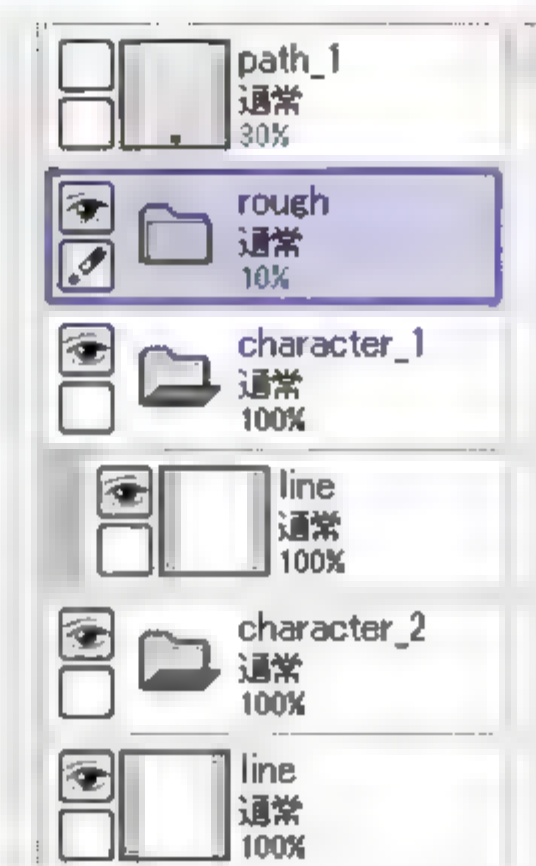 path_1
通常
30%
rough
通常
10%
character_1
通常
100%
line
通常
100%
character_2
通常
100%
line
通常
100%